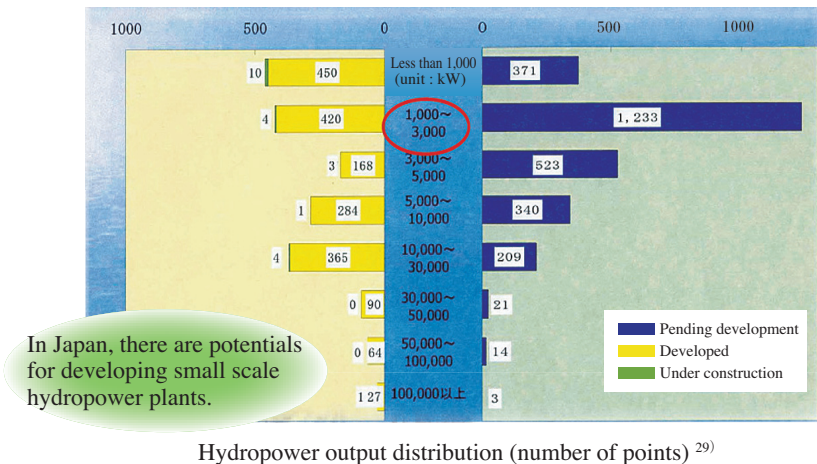 1000 500 0 0 500 1000
Less than 1,000
(unit : kW)
10 450 371
1,000～
3,000
4 420 1, 233
3,000～
5,000
3 168 523
5,000～
10,000
1 284 340
10,000～
30,000
4 365 209
30,000～
50,000
0 90 21
50,000～
100,000
0 64 14
100,000以上
1 27 3
In Japan, there are potentials
for developing small scale
hydropower plants.
Pending development
Developed
Under construction
Hydropower output distribution (number of points) 29)